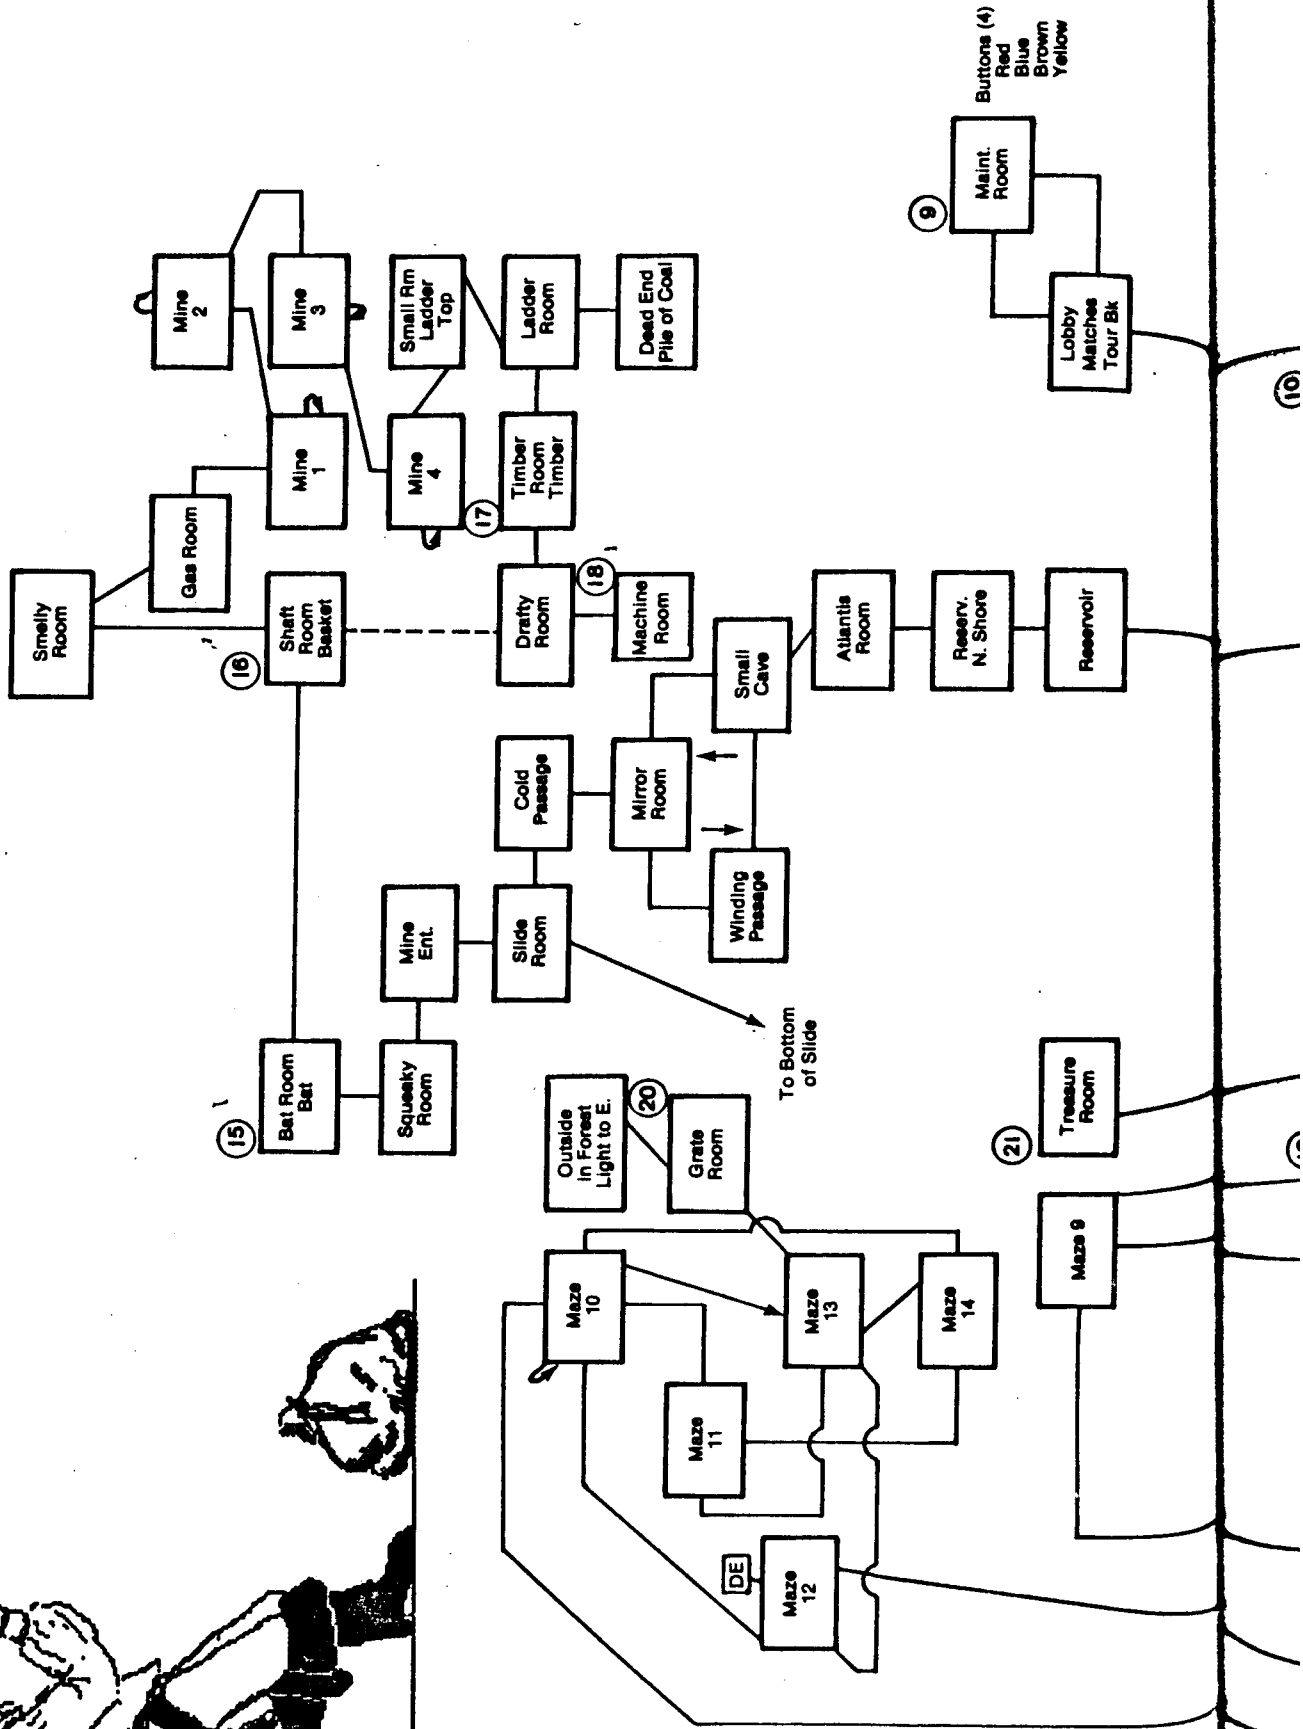 Smelly
Room
Gas Room
Mine
2
15
16
Bat Room
Bat
Shaft
Room
Basket
Mine
1
Mine
3
Squeaky
Room
Mine
Ent.
Mine
4
Small Rm
Ladder
Top
17
Slide
Room
Cold
Passage
Drafty
Room
Timber
Room
Timber
Ladder
Room
Maze
10
Outside
in Forest
Light to E.
18
Mirror
Room
Machine
Room
Dead End
Pile of Coal
20
Maze
11
Grate
Room
Winding
Passage
Small
Cave
DE
Maze
12
Maze
13
To Bottom
of Slide
Atlantis
Room
Maze
14
Reserv.
N. Shore
9
Maint.
Room
Buttons (4)
Red
Blue
Brown
Yellow
21
Maze 9
Treasure
Room
Reservoir
Lobby
Matches
Tour Bk
10